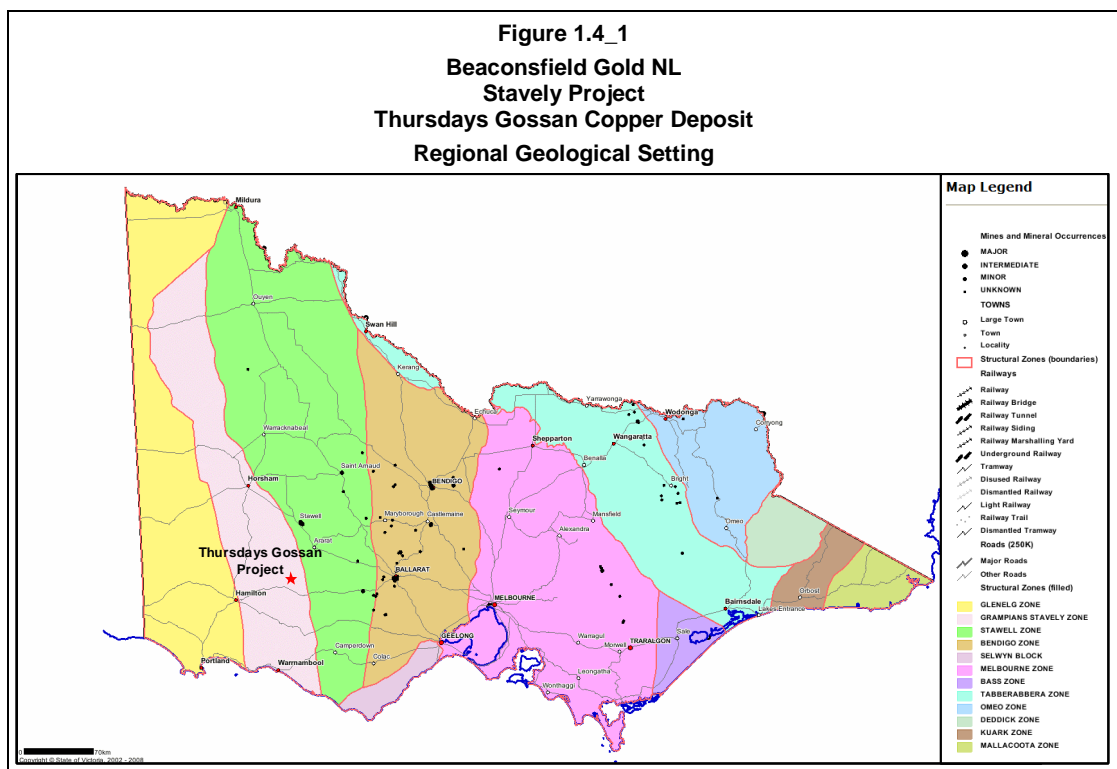 Figure 1.4_1
Beaconsfield Gold NL
Stavely Project
Thursdays Gossan Copper Deposit
Regional Geological Setting
Mildura
Ouyen
Swan Hill
Kerang
Echuca
Yarrawonga
Wodonga
Corryong
Warracknabeal
Shepparton
Wangaratta
Benalla
Saint Arnaud
Horsham
BENDIGO
Bright
Stawell
Maryborough
Castlemaine
Seymour
Mansfield
Omeo
Alexandra
Ararat
Thursdays Gossan
Project
BALLARAT
Hamilton
MELBOURNE
Orbost
Bairnsdale
Lakes Entrance
GEELONG
Warragul
Morwell
TRARALGON
Sale
Camperdown
Colac
Portland
Warrnambool
Leongatha
Wonthaggi
0 70km
Copyright © State of Victoria, 2002 - 2008
Map Legend
Mines and Mineral Occurrences
MAJOR
INTERMEDIATE
MINOR
UNKNOWN
TOWNS
Large Town
Town
Locality
Structural Zones (boundaries)
Railways
Railway
Railway Bridge
Railway Tunnel
Railway Siding
Railway Marshalling Yard
Underground Railway
Tramway
Disused Railway
Dismantled Railway
Light Railway
Railway Trail
Dismantled Tramway
Roads (250K)
Major Roads
Other Roads
Structural Zones (filled)
GLENELG ZONE
GRAMPIANS STAVELY ZONE
STAWELL ZONE
BENDIGO ZONE
SELWYN BLOCK
MELBOURNE ZONE
BASS ZONE
TABBERABBERA ZONE
OMEO ZONE
DEDDICK ZONE
KUARK ZONE
MALLACOOTA ZONE